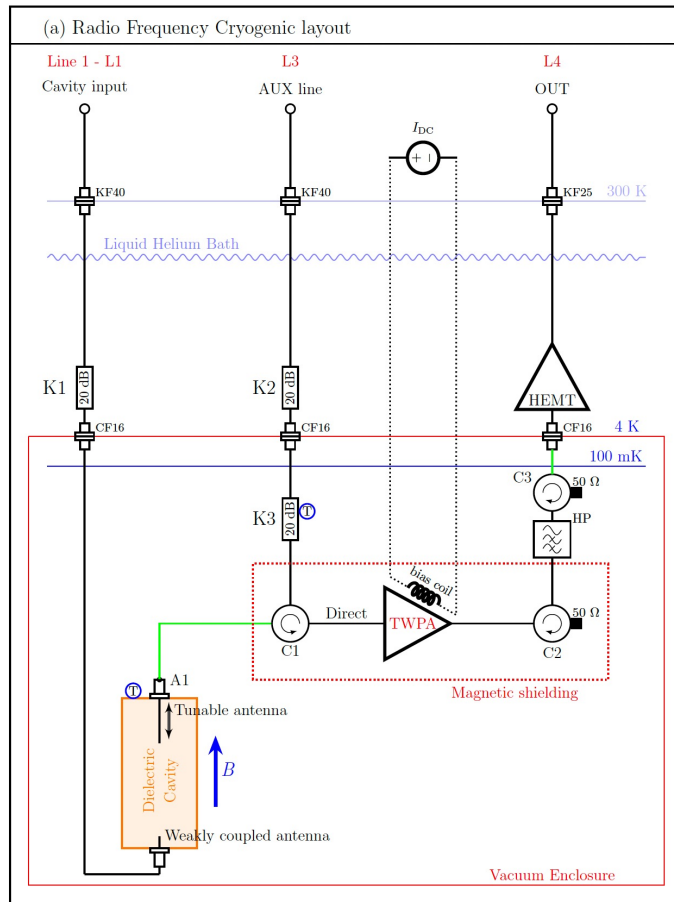 (a) Radio Frequency Cryogenic layout
Line 1 - L1
L3
L4
Cavity input
AUX line
OUT
I_DC
+ −
KF40
KF40
KF25
300 K
Liquid Helium Bath
K1
20 dB
K2
20 dB
HEMT
CF16
CF16
CF16
4 K
100 mK
C3
50 Ω
K3
20 dB
T
HP
bias coil
Direct
TWPA
50 Ω
C1
C2
A1
T
Magnetic shielding
Tunable antenna
Dielectric
Cavity
B
Weakly coupled antenna
Vacuum Enclosure